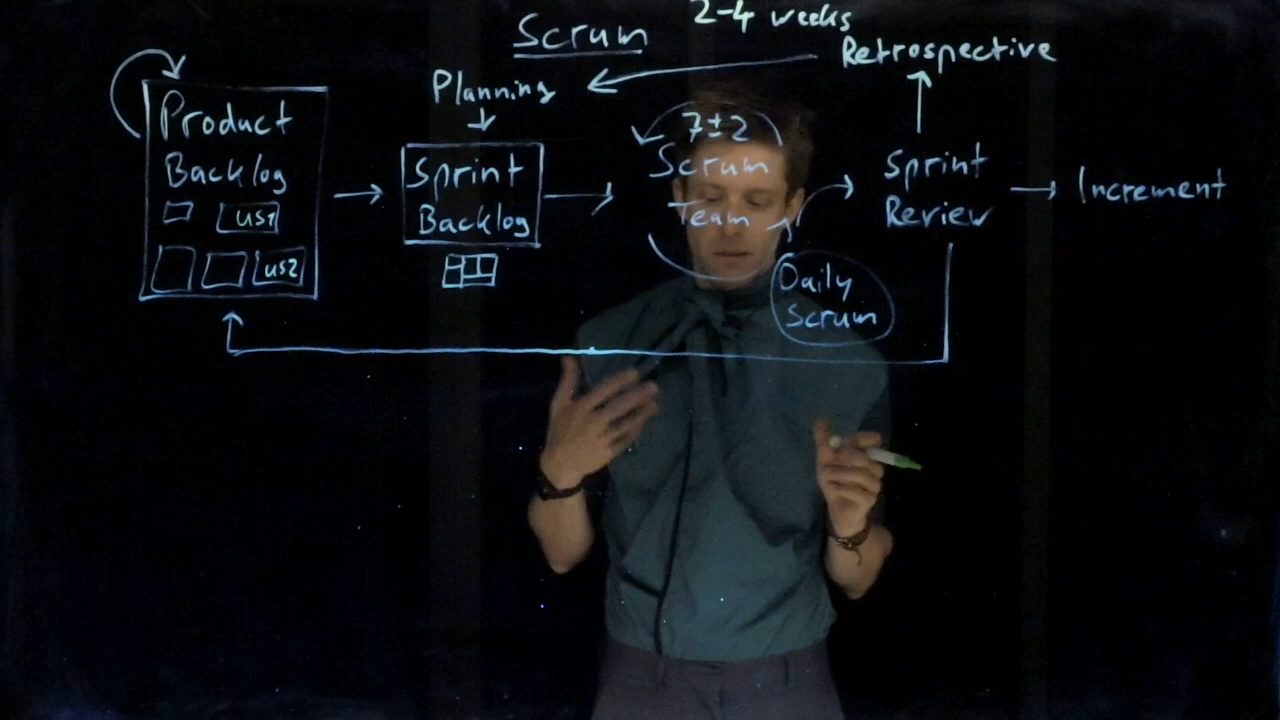 2-4 weeks
Scrum
Retrospective
Planning
Product
Backlog
US1
US2
Sprint
Backlog
7±2
Scrum
Team
Daily
Scrum
Sprint
Review
Increment